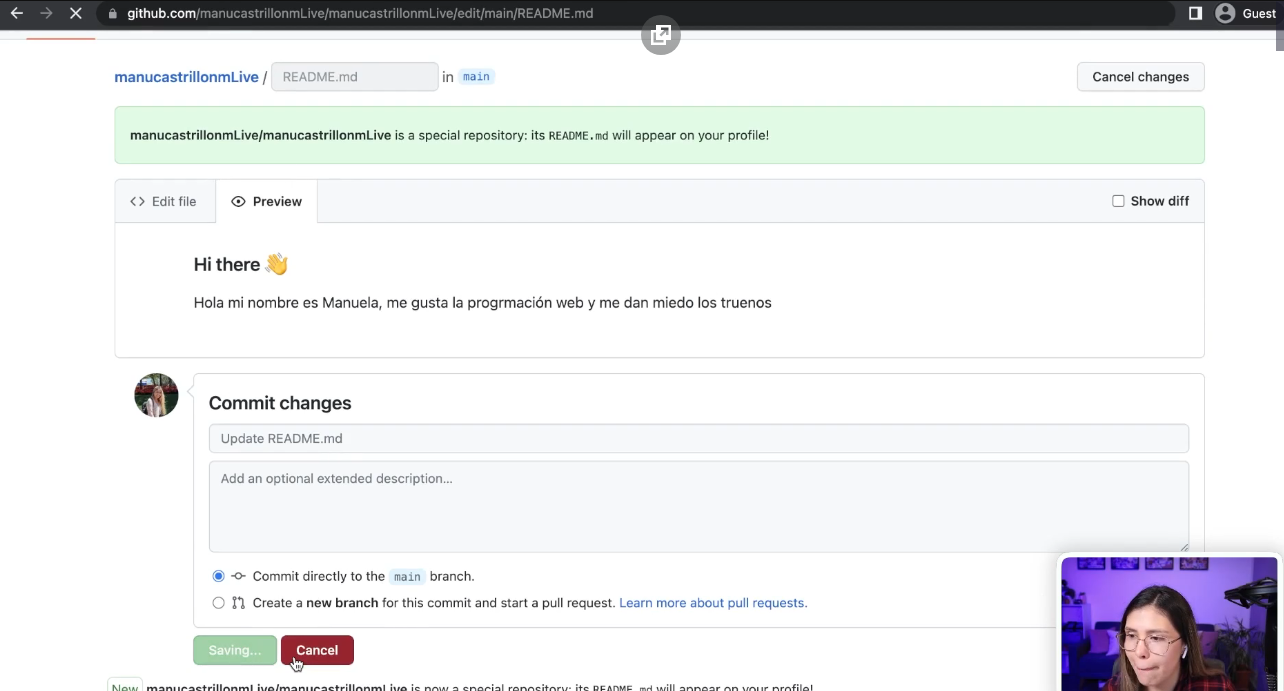 github.com/manucastrillonmLive/manucastrillonmLive/edit/main/README.md
Guest
manucastrillonmLive / README.md in main
Cancel changes
manucastrillonmLive/manucastrillonmLive is a special repository: its README.md will appear on your profile!
<> Edit file
Preview
Show diff
Hi there 👋
Hola mi nombre es Manuela, me gusta la progrmación web y me dan miedo los truenos
Commit changes
Update README.md
Add an optional extended description...
Commit directly to the main branch.
Create a new branch for this commit and start a pull request. Learn more about pull requests.
Saving...
Cancel
New manucastrillonmLive/manucastrillonmLive is now a special repository: its README.md will appear on your profile!